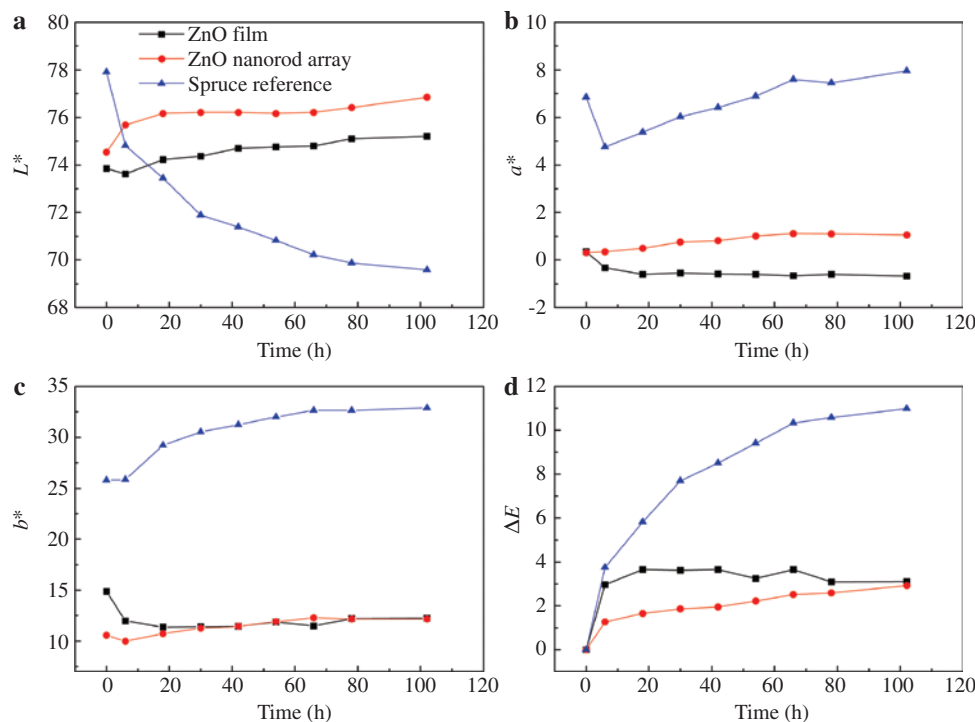 a
80
78
76
74
72
70
68
L*
ZnO film
ZnO nanorod array
Spruce reference
0 20 40 60 80 100 120
Time (h)
b
10
8
6
4
2
0
-2
a*
0 20 40 60 80 100 120
Time (h)
c
35
30
25
20
15
10
b*
0 20 40 60 80 100 120
Time (h)
d
12
10
8
6
4
2
0
ΔE
0 20 40 60 80 100 120
Time (h)